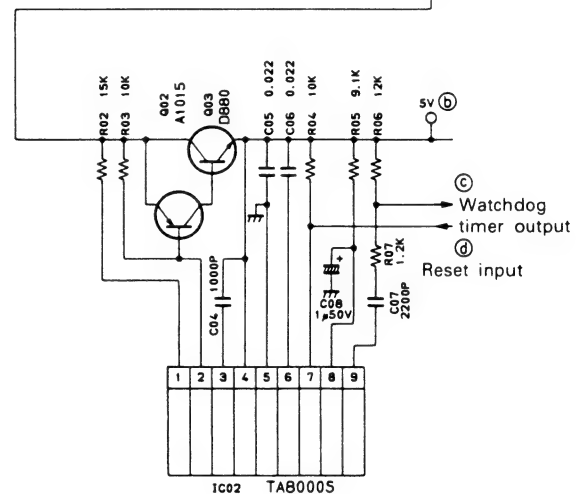 R02 15K
R03 10K
Q02
A1015
Q03
D880
C05 0.022
C06 0.022
R04 10K
R05 9.1K
R06 12K
5V ⓑ
ⓒ
Watchdog
timer output
ⓓ
Reset input
R07
1.2K
C07
2200P
+
C08
1μ50V
C04 1000P
1 2 3 4 5 6 7 8 9
IC02 TA8000S